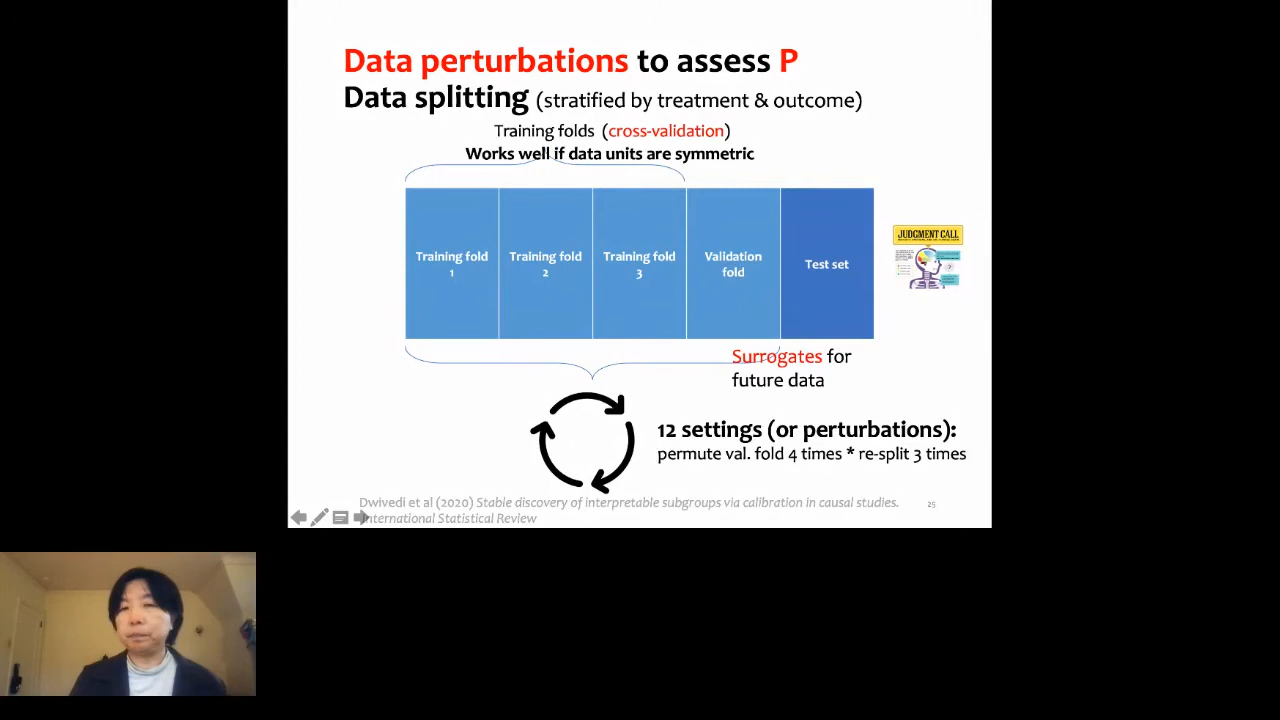 Data perturbations to assess P
Data splitting (stratified by treatment & outcome)
Training folds (cross-validation)
Works well if data units are symmetric
Training fold
1
Training fold
2
Training fold
3
Validation
fold
Test set
JUDGMENT CALL
Surrogates for
future data
12 settings (or perturbations):
permute val. fold 4 times * re-split 3 times
Dwivedi et al (2020) Stable discovery of interpretable subgroups via calibration in causal studies.
International Statistical Review
25